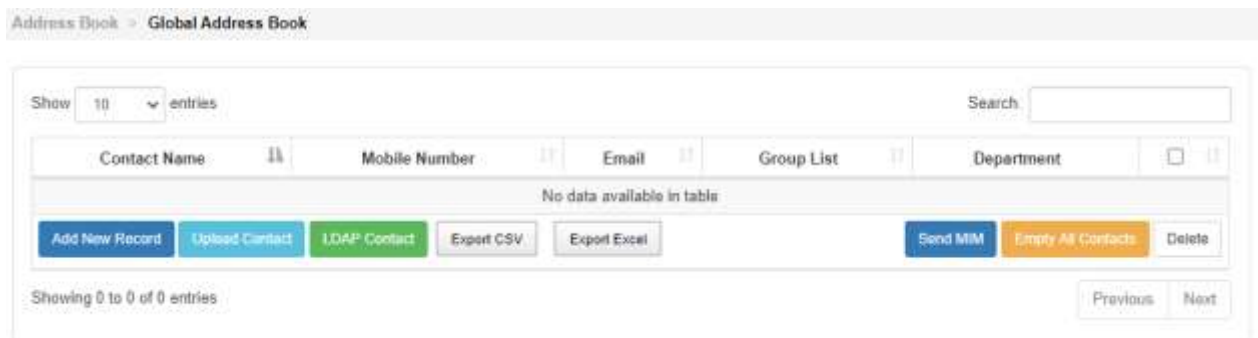 Address Book > Global Address Book
Show 10 entries Search
Contact Name Mobile Number Email Group List Department
No data available in table
Add New Record Upload Contact LDAP Contact Export CSV Export Excel Send MIM Empty All Contacts Delete
Showing 0 to 0 of 0 entries Previous Next